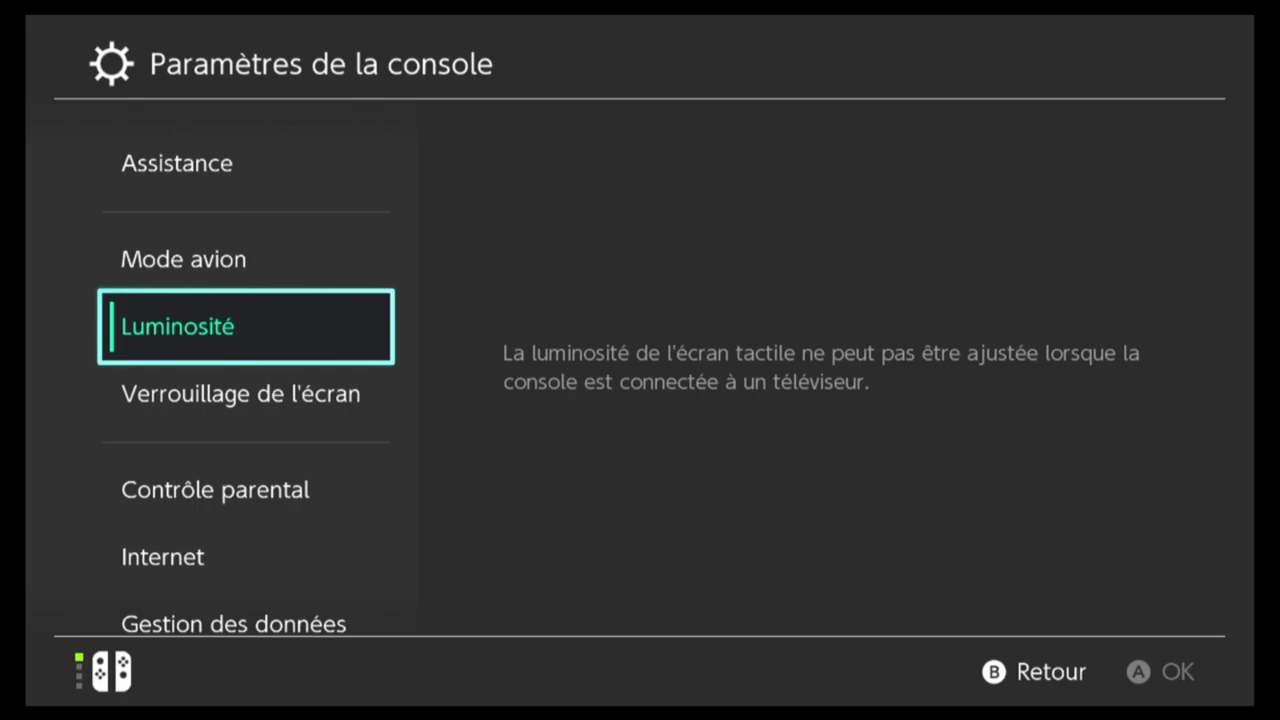 Paramètres de la console
Assistance
Mode avion
Luminosité
Verrouillage de l'écran
Contrôle parental
Internet
Gestion des données
La luminosité de l'écran tactile ne peut pas être ajustée lorsque la
console est connectée à un téléviseur.
B Retour A OK